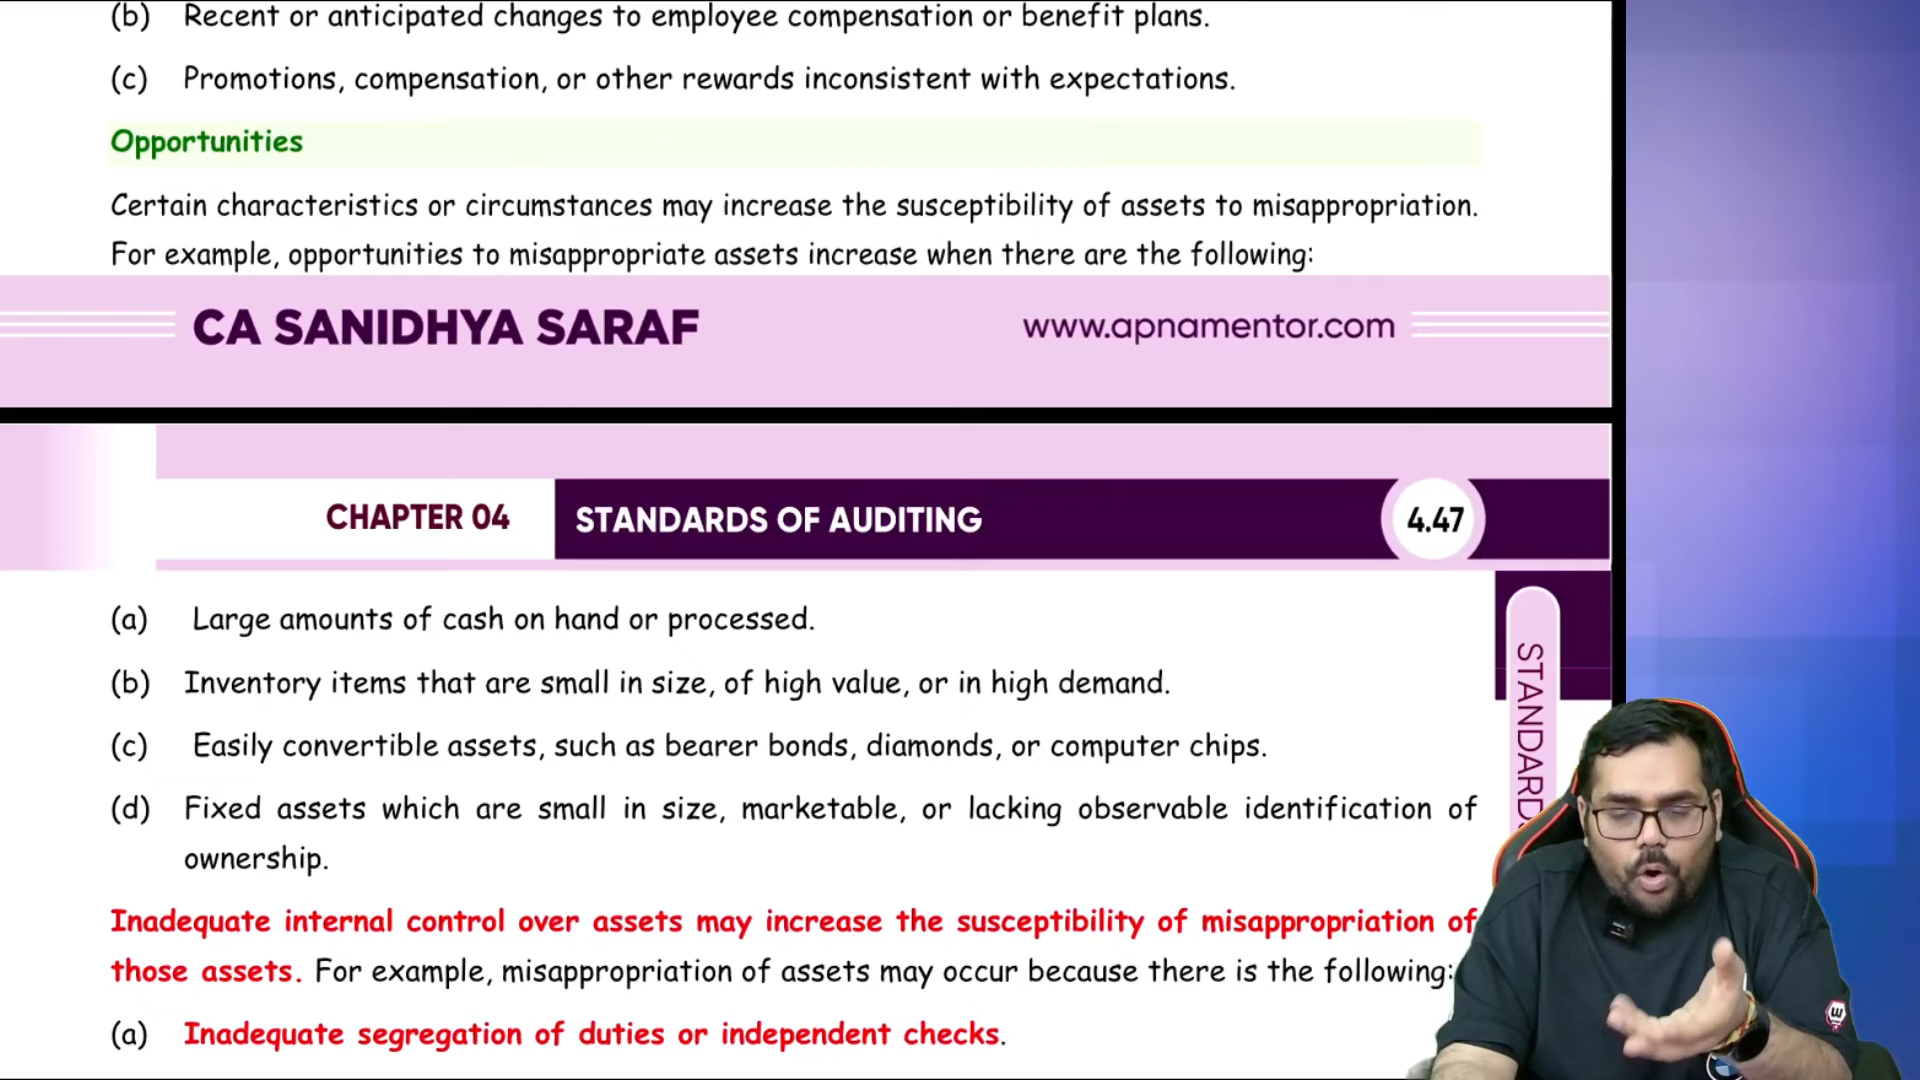 (b) Recent or anticipated changes to employee compensation or benefit plans.
(c) Promotions, compensation, or other rewards inconsistent with expectations.
Opportunities
Certain characteristics or circumstances may increase the susceptibility of assets to misappropriation.
For example, opportunities to misappropriate assets increase when there are the following:
CA SANIDHYA SARAF
www.apnamentor.com
CHAPTER 04
STANDARDS OF AUDITING
4.47
(a) Large amounts of cash on hand or processed.
(b) Inventory items that are small in size, of high value, or in high demand.
(c) Easily convertible assets, such as bearer bonds, diamonds, or computer chips.
(d) Fixed assets which are small in size, marketable, or lacking observable identification of
ownership.
Inadequate internal control over assets may increase the susceptibility of misappropriation of
those assets. For example, misappropriation of assets may occur because there is the following:
(a) Inadequate segregation of duties or independent checks.
STANDARDS